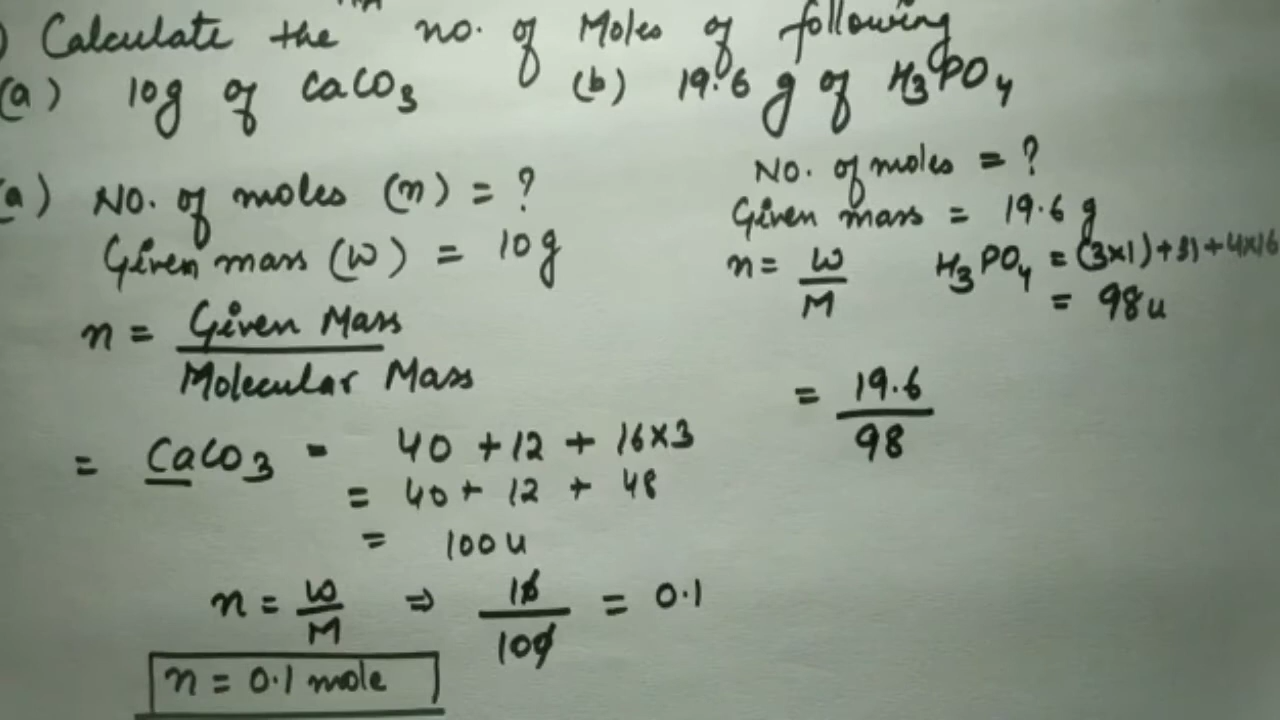 ) Calculate the no. of Moles of following
(a) 10g of CaCO3 (b) 19.6 g of H3PO4
(a) No. of moles (n) = ?
Given mass (w) = 10g
n = Given Mass
Molecular Mass
= CaCO3 - 40 + 12 + 16×3
= 40 + 12 + 48
= 100u
n = w/M ⇒ 10/100 = 0.1
n = 0.1 mole
No. of moles = ?
Given mass = 19.6 g
n = w/M H3PO4 = (3×1) + 31 + 4×16
= 98u
= 19.6/98